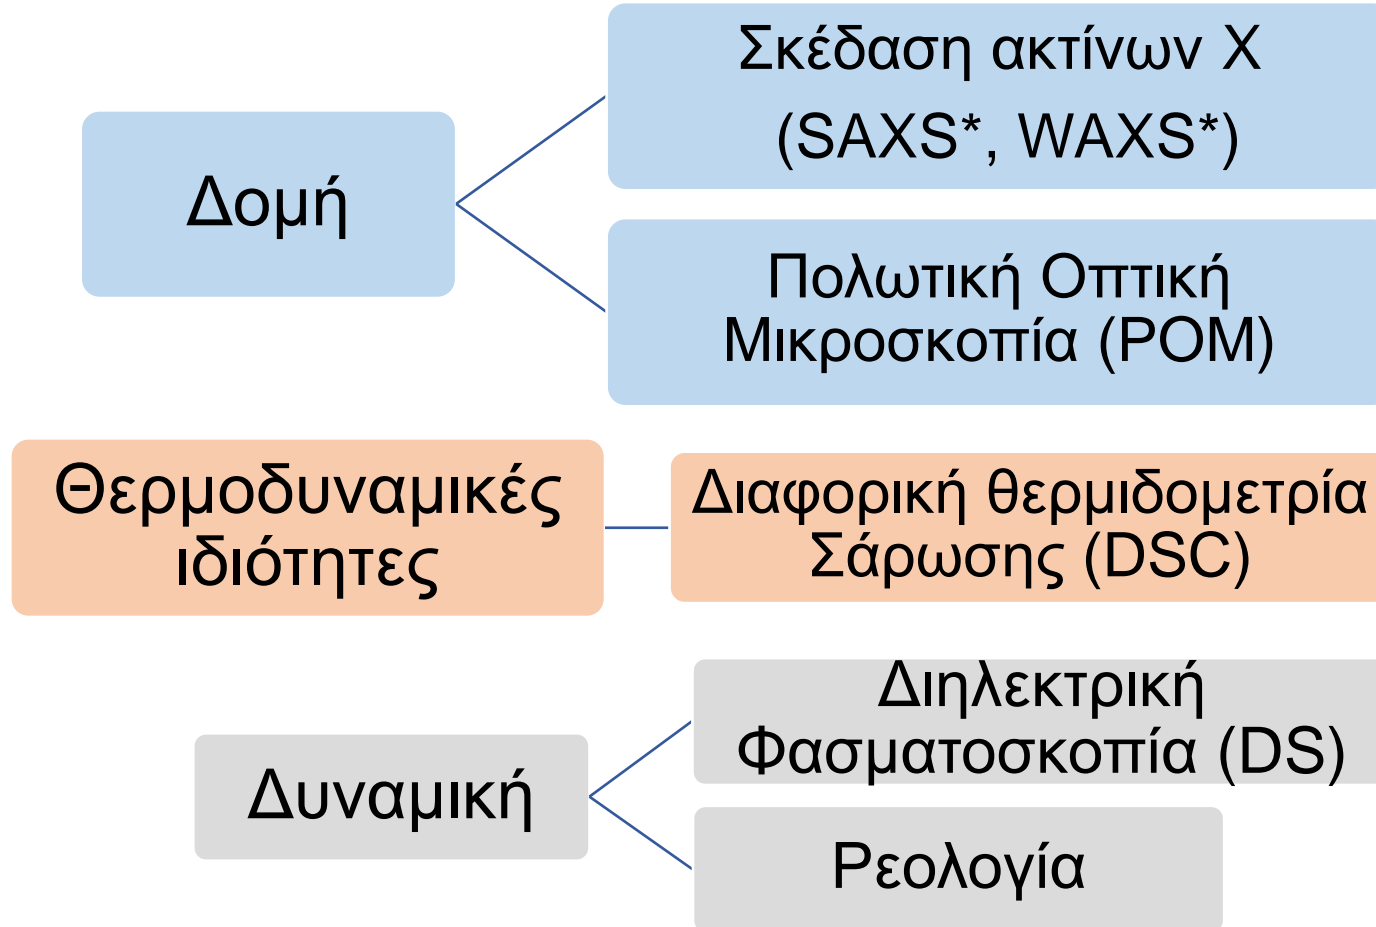 Δομή
Σκέδαση ακτίνων Χ
(SAXS*, WAXS*)
Πολωτική Οπτική
Μικροσκοπία (POM)
Θερμοδυναμικές
ιδιότητες
Διαφορική θερμιδομετρία
Σάρωσης (DSC)
Δυναμική
Διηλεκτρική
Φασματοσκοπία (DS)
Ρεολογία